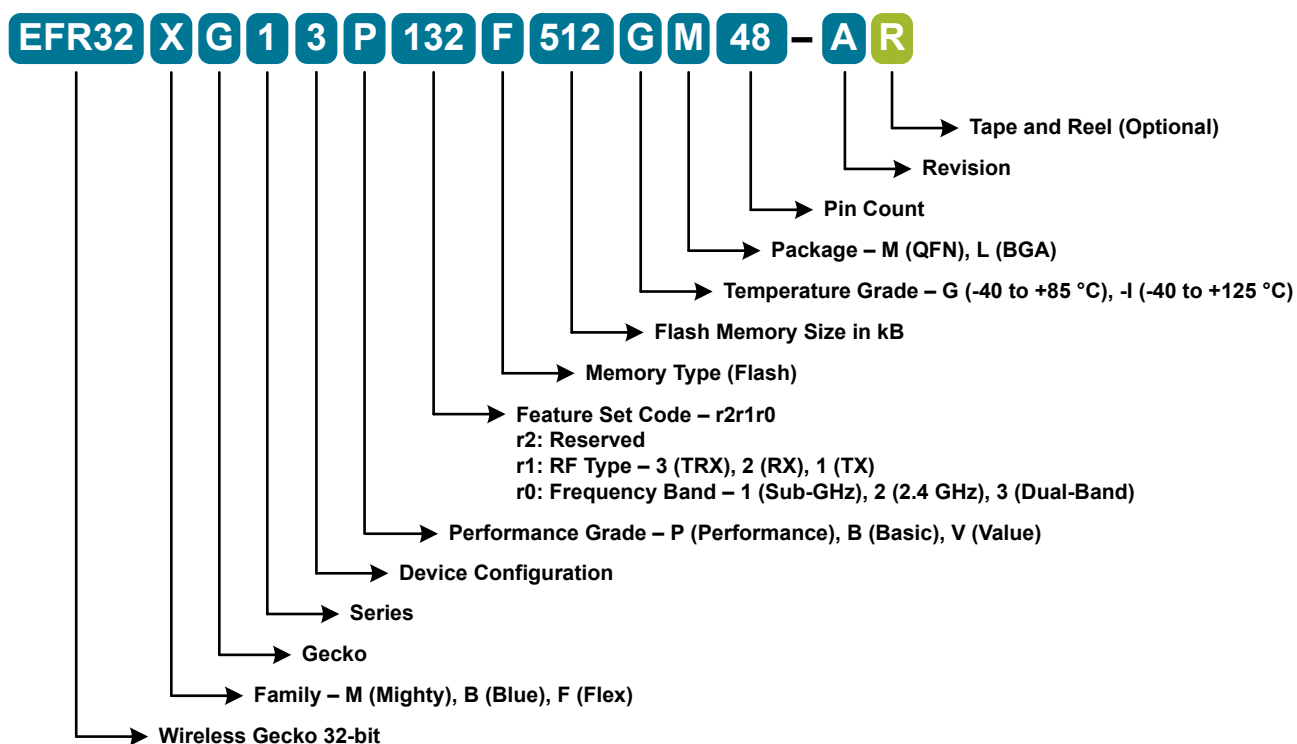 EFR32 X G 1 3 P 132 F 512 G M 48 – A R
Tape and Reel (Optional)
Revision
Pin Count
Package – M (QFN), L (BGA)
Temperature Grade – G (-40 to +85 °C), -I (-40 to +125 °C)
Flash Memory Size in kB
Memory Type (Flash)
Feature Set Code – r2r1r0
r2: Reserved
r1: RF Type – 3 (TRX), 2 (RX), 1 (TX)
r0: Frequency Band – 1 (Sub-GHz), 2 (2.4 GHz), 3 (Dual-Band)
Performance Grade – P (Performance), B (Basic), V (Value)
Device Configuration
Series
Gecko
Family – M (Mighty), B (Blue), F (Flex)
Wireless Gecko 32-bit